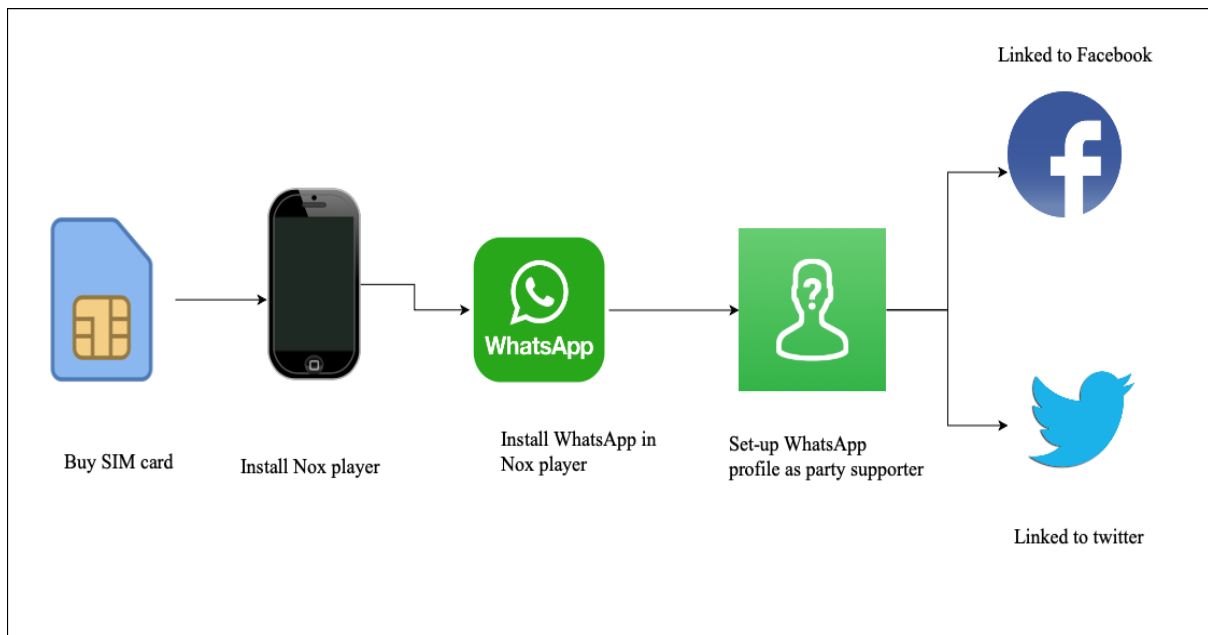 Linked to Facebook
WhatsApp
Buy SIM card
Install Nox player
Install WhatsApp in
Nox player
Set-up WhatsApp
profile as party supporter
Linked to twitter